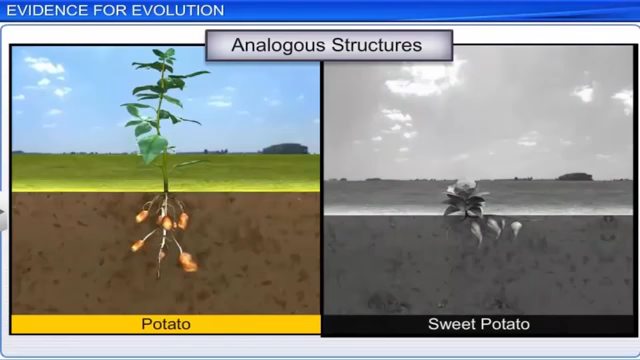 EVIDENCE FOR EVOLUTION
Analogous Structures
Potato
Sweet Potato